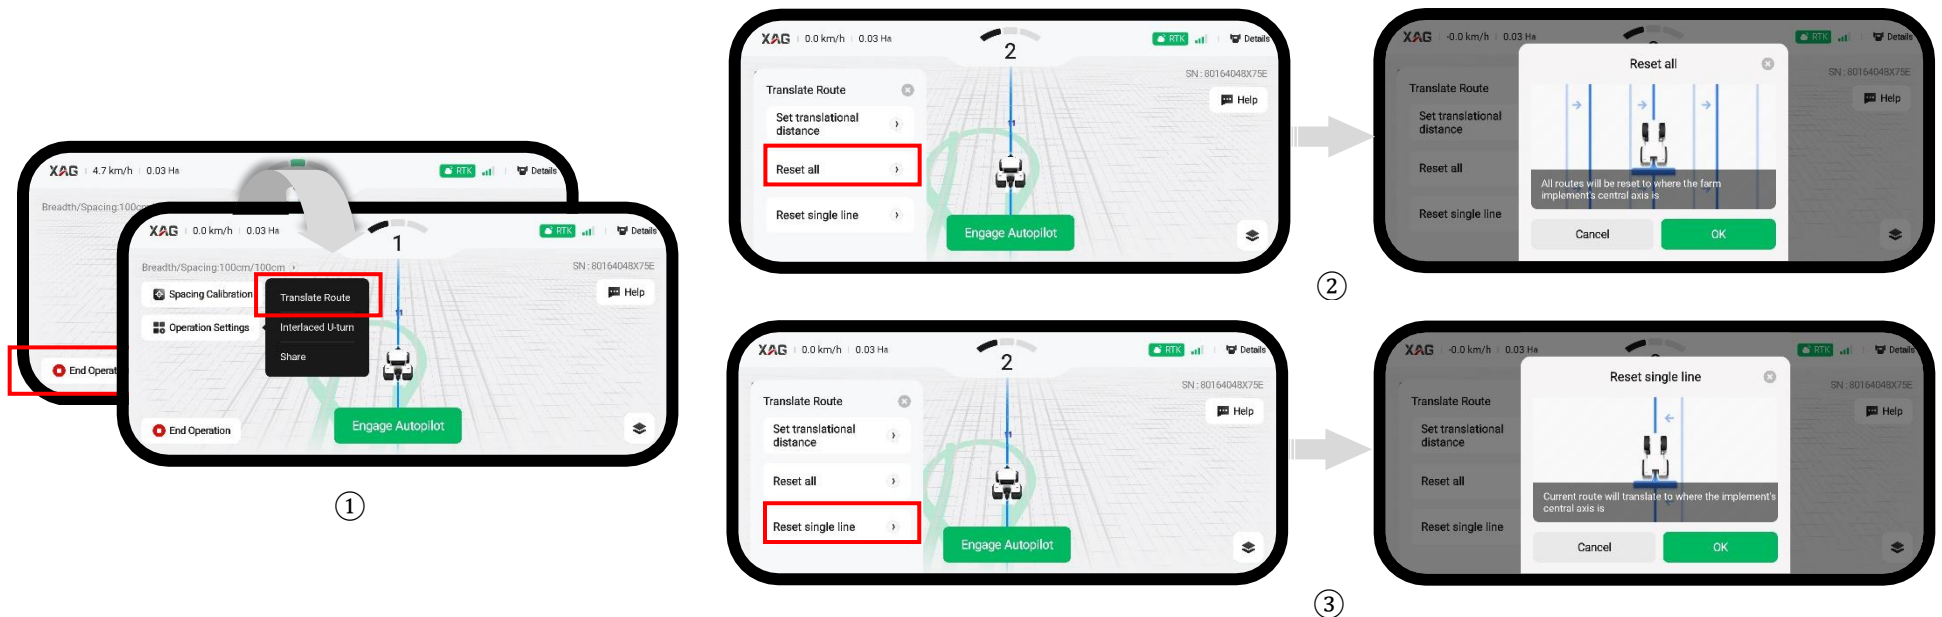 XAG 4.7 km/h 0.03 Ha
RTK Details
Breadth/Spacing:100c
End Operat
XAG 0.0 km/h 0.03 Ha
1
RTK Details
Breadth/Spacing:100cm/100cm
SN : 80164048X75E
Spacing Calibration
Translate Route
Help
Operation Settings
Interlaced U-turn
Share
11
End Operation
Engage Autopilot
①
XAG 0.0 km/h 0.03 Ha
2
RTK Details
SN : 80164048X75E
Translate Route
Help
Set translational
distance
11
Reset all
Reset single line
Engage Autopilot
XAG -0.0 km/h 0.03 Ha
RTK Details
SN : 80164048X75E
Reset all
Translate Route
Help
Set translational
distance
Reset all
Reset single line
All routes will be reset to where the farm
implement's central axis is
Cancel
OK
②
XAG 0.0 km/h 0.03 Ha
2
RTK Details
SN : 80164048X75E
Translate Route
Help
Set translational
distance
11
Reset all
Reset single line
Engage Autopilot
XAG -0.0 km/h 0.03 Ha
RTK Details
SN : 80164048X75E
Reset single line
Translate Route
Help
Set translational
distance
Reset all
Reset single line
Current route will translate to where the implement's
central axis is
Cancel
OK
③